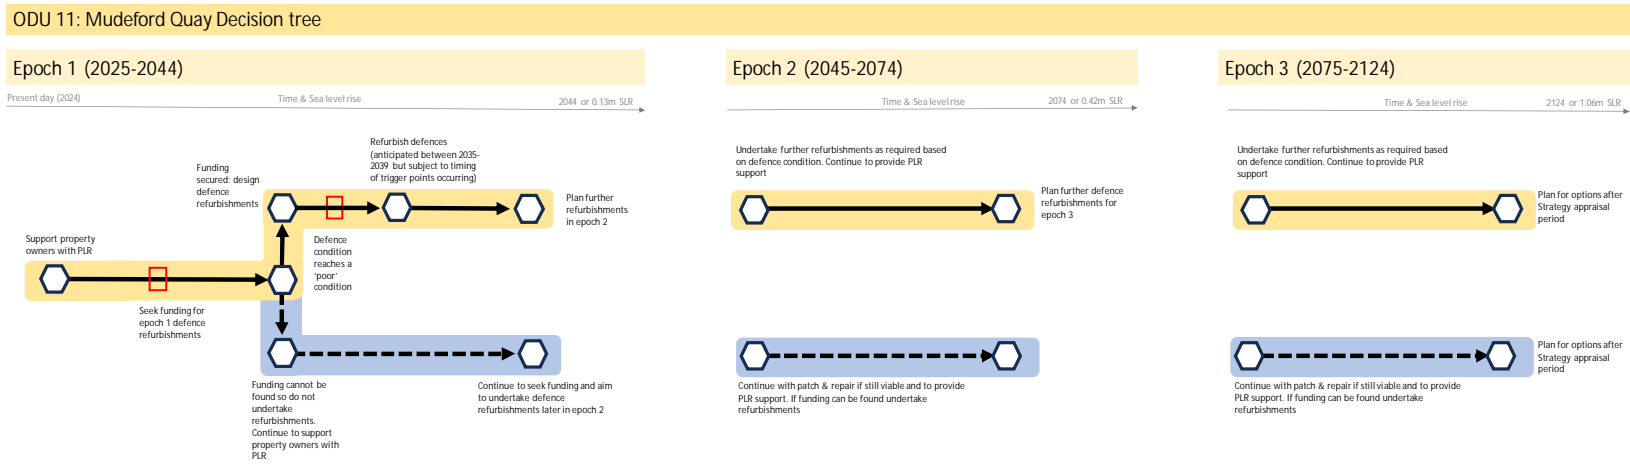 ODU 11: Mudeford Quay Decision tree
Epoch 1 (2025-2044)
Present day (2024)
Time & Sea level rise
2044 or 0.13m SLR
Refurbish defences
(anticipated between 2035-
2039 but subject to timing
of trigger points occurring)
Funding
secured: design
defence
refurbishments
Plan further
refurbishments
in epoch 2
Support property
owners with PLR
Defence
condition
reaches a
'poor'
condition
Seek funding for
epoch 1 defence
refurbishments
Funding cannot be
found so do not
undertake
refurbishments.
Continue to support
property owners with
PLR
Continue to seek funding and aim
to undertake defence
refurbishments later in epoch 2
Epoch 2 (2045-2074)
Time & Sea level rise
2074 or 0.42m SLR
Undertake further refurbishments as required based
on defence condition. Continue to provide PLR
support
Plan further defence
refurbishments for
epoch 3
Continue with patch & repair if still viable and to provide
PLR support. If funding can be found undertake
refurbishments
Epoch 3 (2075-2124)
Time & Sea level rise
2124 or 1.06m SLR
Undertake further refurbishments as required based
on defence condition. Continue to provide PLR
support
Plan for options after
Strategy appraisal
period
Plan for options after
Strategy appraisal
period
Continue with patch & repair if still viable and to provide
PLR support. If funding can be found undertake
refurbishments